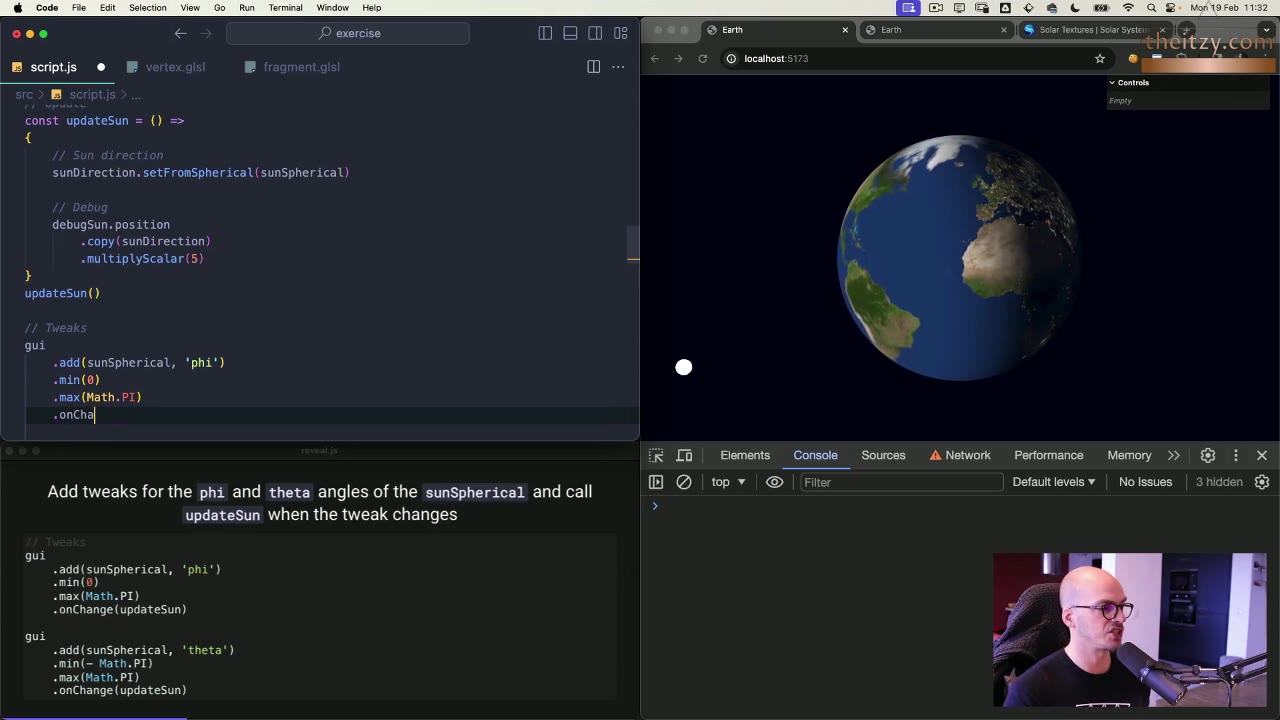 Code File Edit Selection View Go Run Terminal Window Help
Mon 19 Feb 11:32
exercise
script.js
vertex.glsl
fragment.glsl
src > script.js > ...
// Update
const updateSun = () =>
{
// Sun direction
sunDirection.setFromSpherical(sunSpherical)
// Debug
debugSun.position
.copy(sunDirection)
.multiplyScalar(5)
}
updateSun()
// Tweaks
gui
.add(sunSpherical, 'phi')
.min(0)
.max(Math.PI)
.onCha
Earth
Earth
Solar Textures | Solar System
theitzy.com
localhost:5173
Controls
Empty
reveal.js
Add tweaks for the phi and theta angles of the sunSpherical and call
updateSun when the tweak changes
// Tweaks
gui
.add(sunSpherical, 'phi')
.min(0)
.max(Math.PI)
.onChange(updateSun)
gui
.add(sunSpherical, 'theta')
.min(- Math.PI)
.max(Math.PI)
.onChange(updateSun)
Elements Console Sources Network Performance Memory
top Filter Default levels No Issues 3 hidden